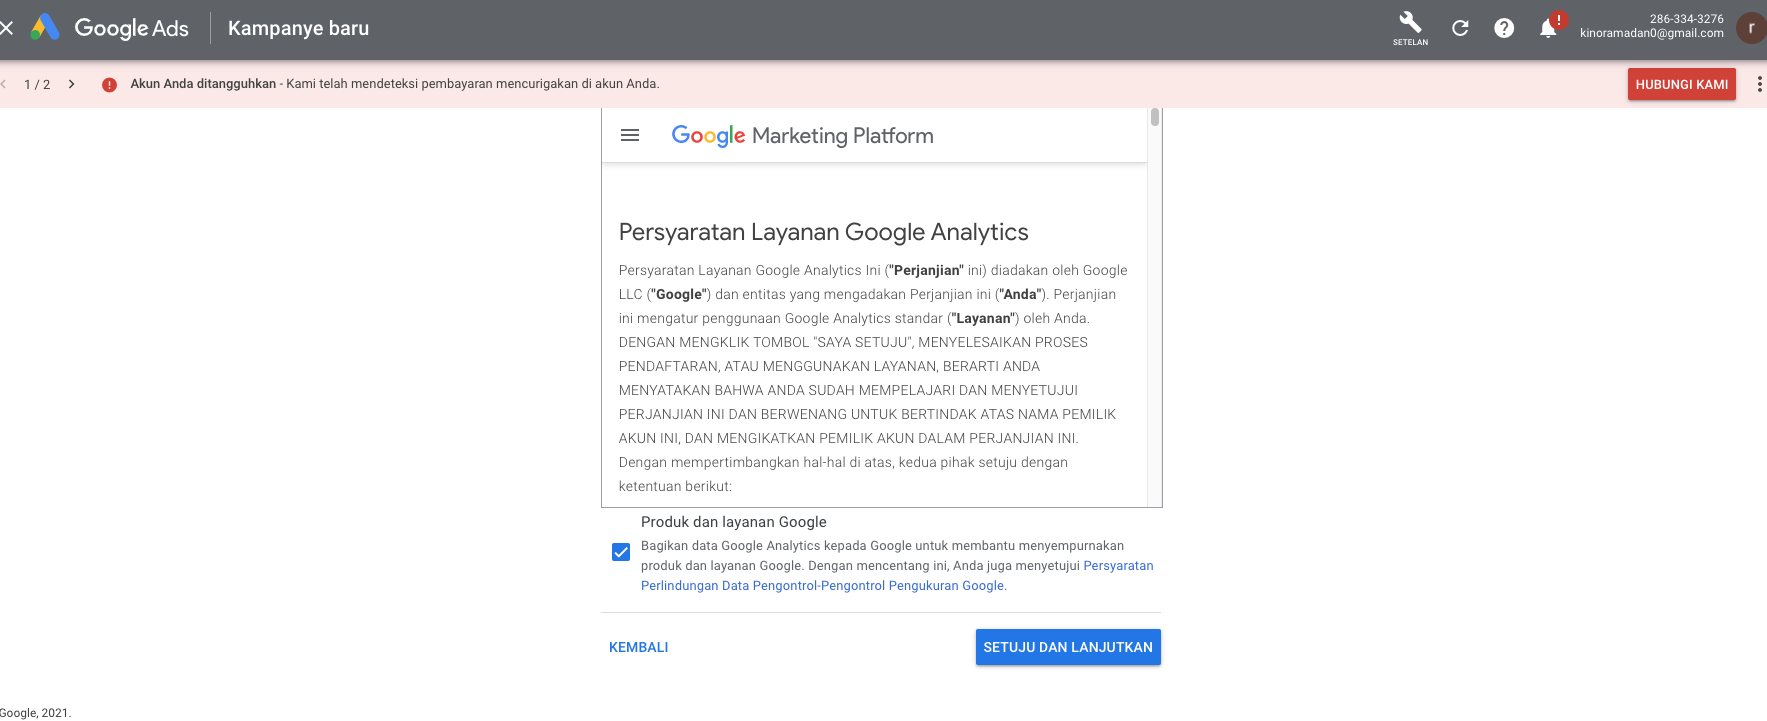 Google Ads
Kampanye baru
SETELAN
286-334-3276
kinoramadan0@gmail.com
r
1 / 2
Akun Anda ditangguhkan - Kami telah mendeteksi pembayaran mencurigakan di akun Anda.
HUBUNGI KAMI
Google Marketing Platform
Persyaratan Layanan Google Analytics
Persyaratan Layanan Google Analytics Ini ("Perjanjian" ini) diadakan oleh Google
LLC ("Google") dan entitas yang mengadakan Perjanjian ini ("Anda"). Perjanjian
ini mengatur penggunaan Google Analytics standar ("Layanan") oleh Anda.
DENGAN MENGKLIK TOMBOL "SAYA SETUJU", MENYELESAIKAN PROSES
PENDAFTARAN, ATAU MENGGUNAKAN LAYANAN, BERARTI ANDA
MENYATAKAN BAHWA ANDA SUDAH MEMPELAJARI DAN MENYETUJUI
PERJANJIAN INI DAN BERWENANG UNTUK BERTINDAK ATAS NAMA PEMILIK
AKUN INI, DAN MENGIKATKAN PEMILIK AKUN DALAM PERJANJIAN INI.
Dengan mempertimbangkan hal-hal di atas, kedua pihak setuju dengan
ketentuan berikut:
Produk dan layanan Google
Bagikan data Google Analytics kepada Google untuk membantu menyempurnakan
produk dan layanan Google. Dengan mencentang ini, Anda juga menyetujui Persyaratan
Perlindungan Data Pengontrol-Pengontrol Pengukuran Google.
KEMBALI
SETUJU DAN LANJUTKAN
Google, 2021.